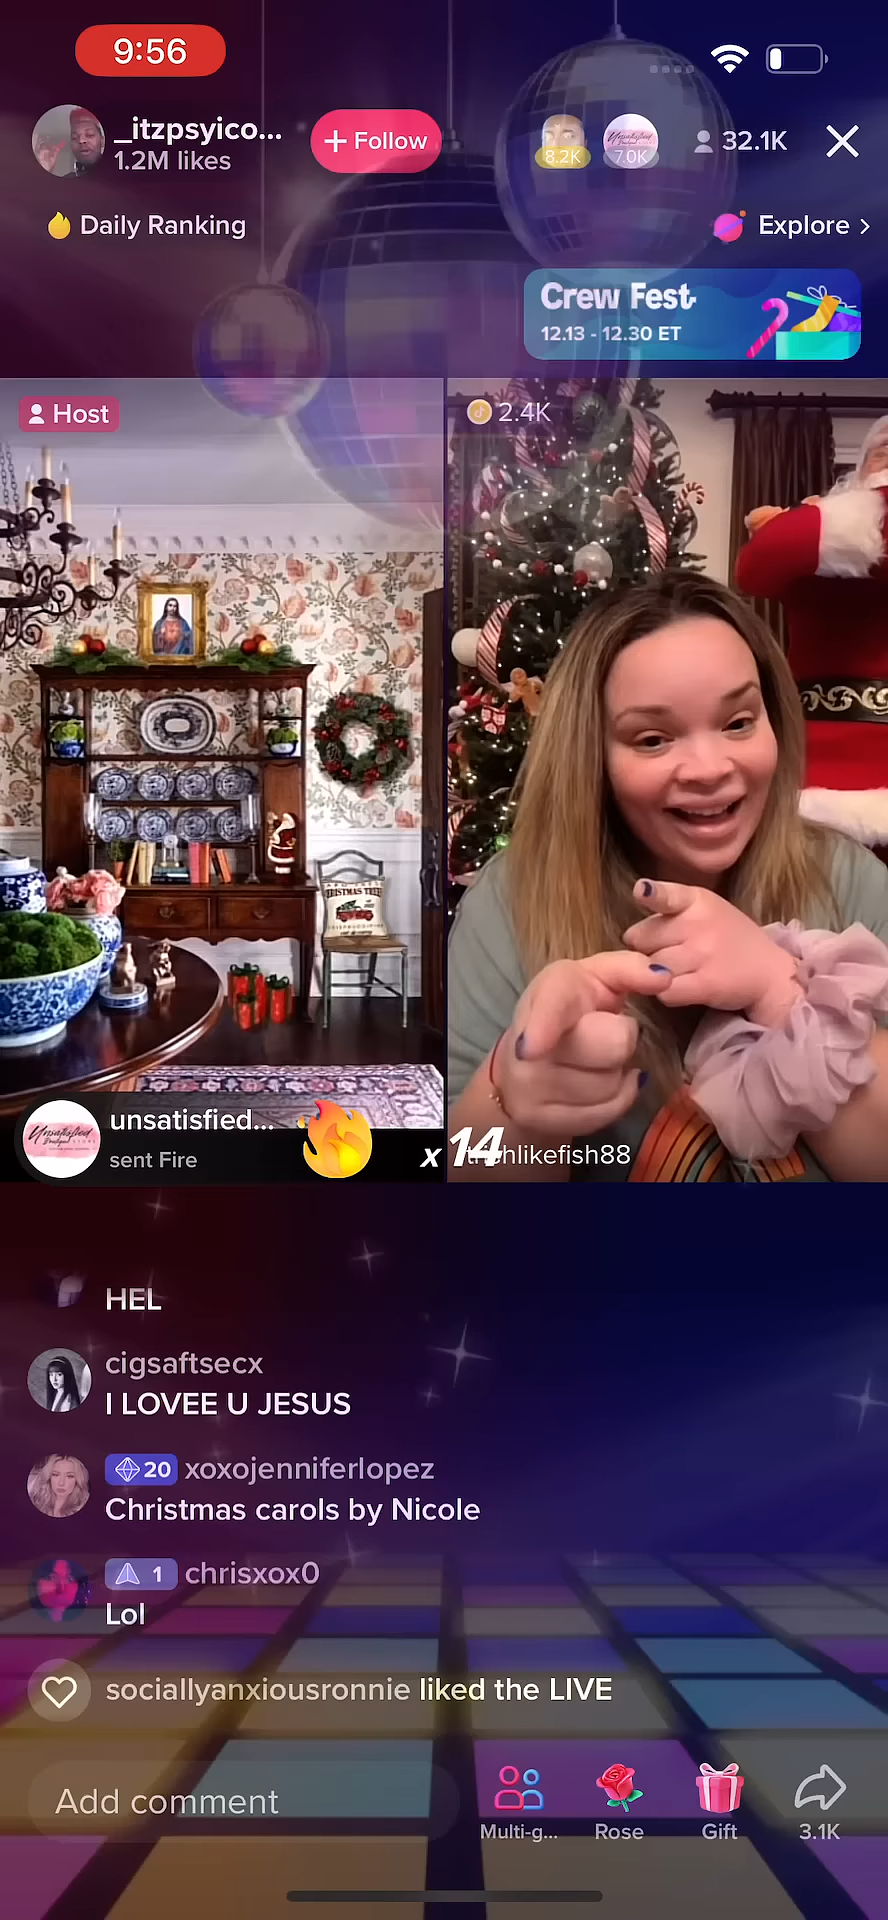 9:56
_itzpsyico...
1.2M likes
+ Follow
8.2K
7.0K
32.1K
Daily Ranking
Explore >
Crew Fest
12.13 - 12.30 ET
Host
2.4K
CHRISTMAS TREE
unsatisfied...
sent Fire
x 14
hlikefish88
HEL
cigsaftsecx
I LOVEE U JESUS
20 xoxojenniferlopez
Christmas carols by Nicole
1 chrisxox0
Lol
sociallyanxiousronnie liked the LIVE
Add comment
Multi-g...
Rose
Gift
3.1K